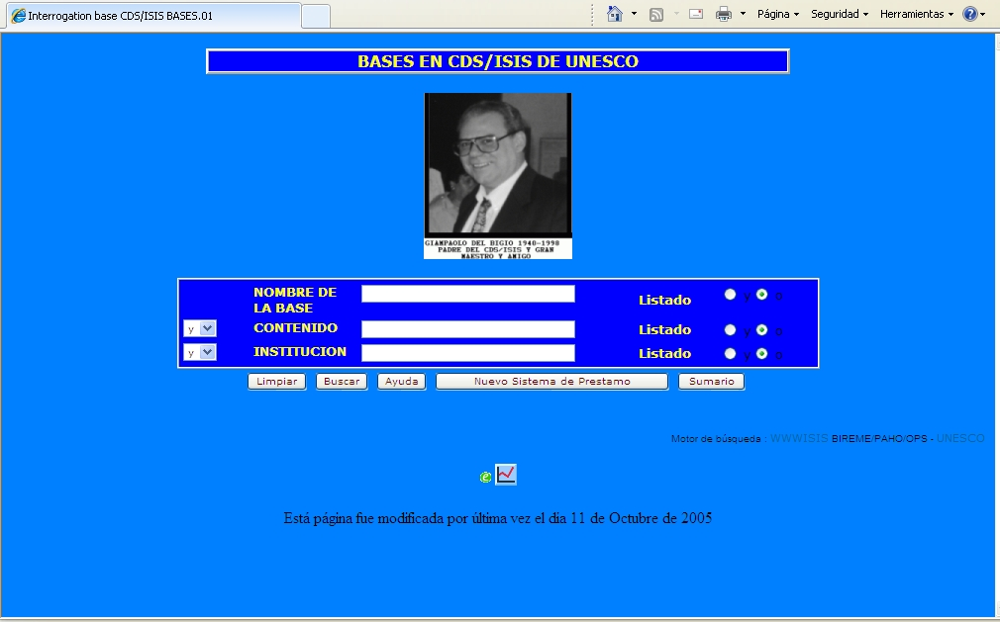 Interrogation base CDS/ISIS BASES.01
Página Seguridad Herramientas
BASES EN CDS/ISIS DE UNESCO
GIAMPAOLO DEL BIGIO 1940-1998
PADRE DEL CDS/ISIS Y GRAN
MAESTRO Y AMIGO
NOMBRE DE
LA BASE
Listado y o
y CONTENIDO Listado y o
y INSTITUCION Listado y o
Limpiar Buscar Ayuda Nuevo Sistema de Prestamo Sumario
Motor de búsqueda : WWWISIS BIREME/PAHO/OPS - UNESCO
Está página fue modificada por última vez el dia 11 de Octubre de 2005